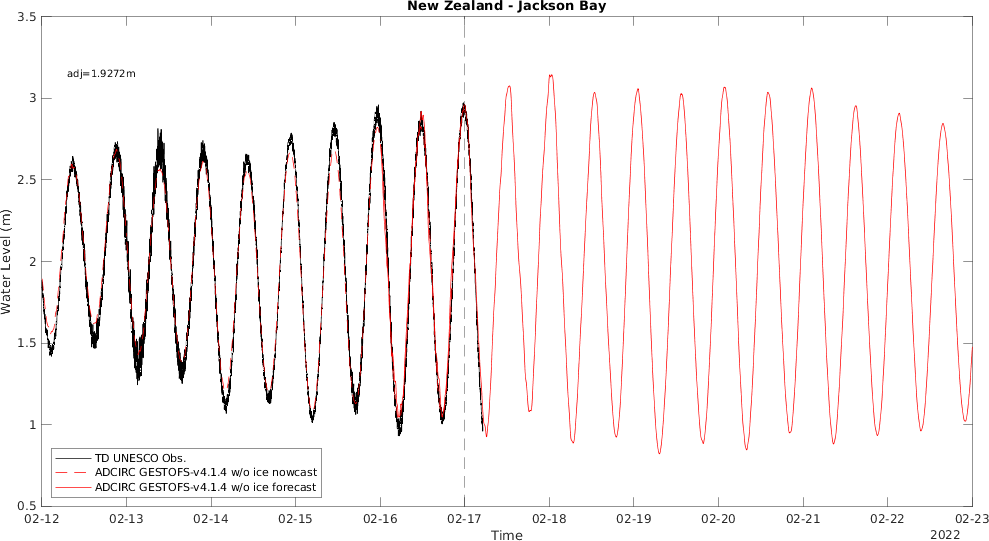 New Zealand - Jackson Bay
3.5
3
2.5
2
1.5
1
0.5
Water Level (m)
adj=1.9272m
TD UNESCO Obs.
ADCIRC GESTOFS-v4.1.4 w/o ice nowcast
ADCIRC GESTOFS-v4.1.4 w/o ice forecast
02-12 02-13 02-14 02-15 02-16 02-17 02-18 02-19 02-20 02-21 02-22 02-23
Time
2022